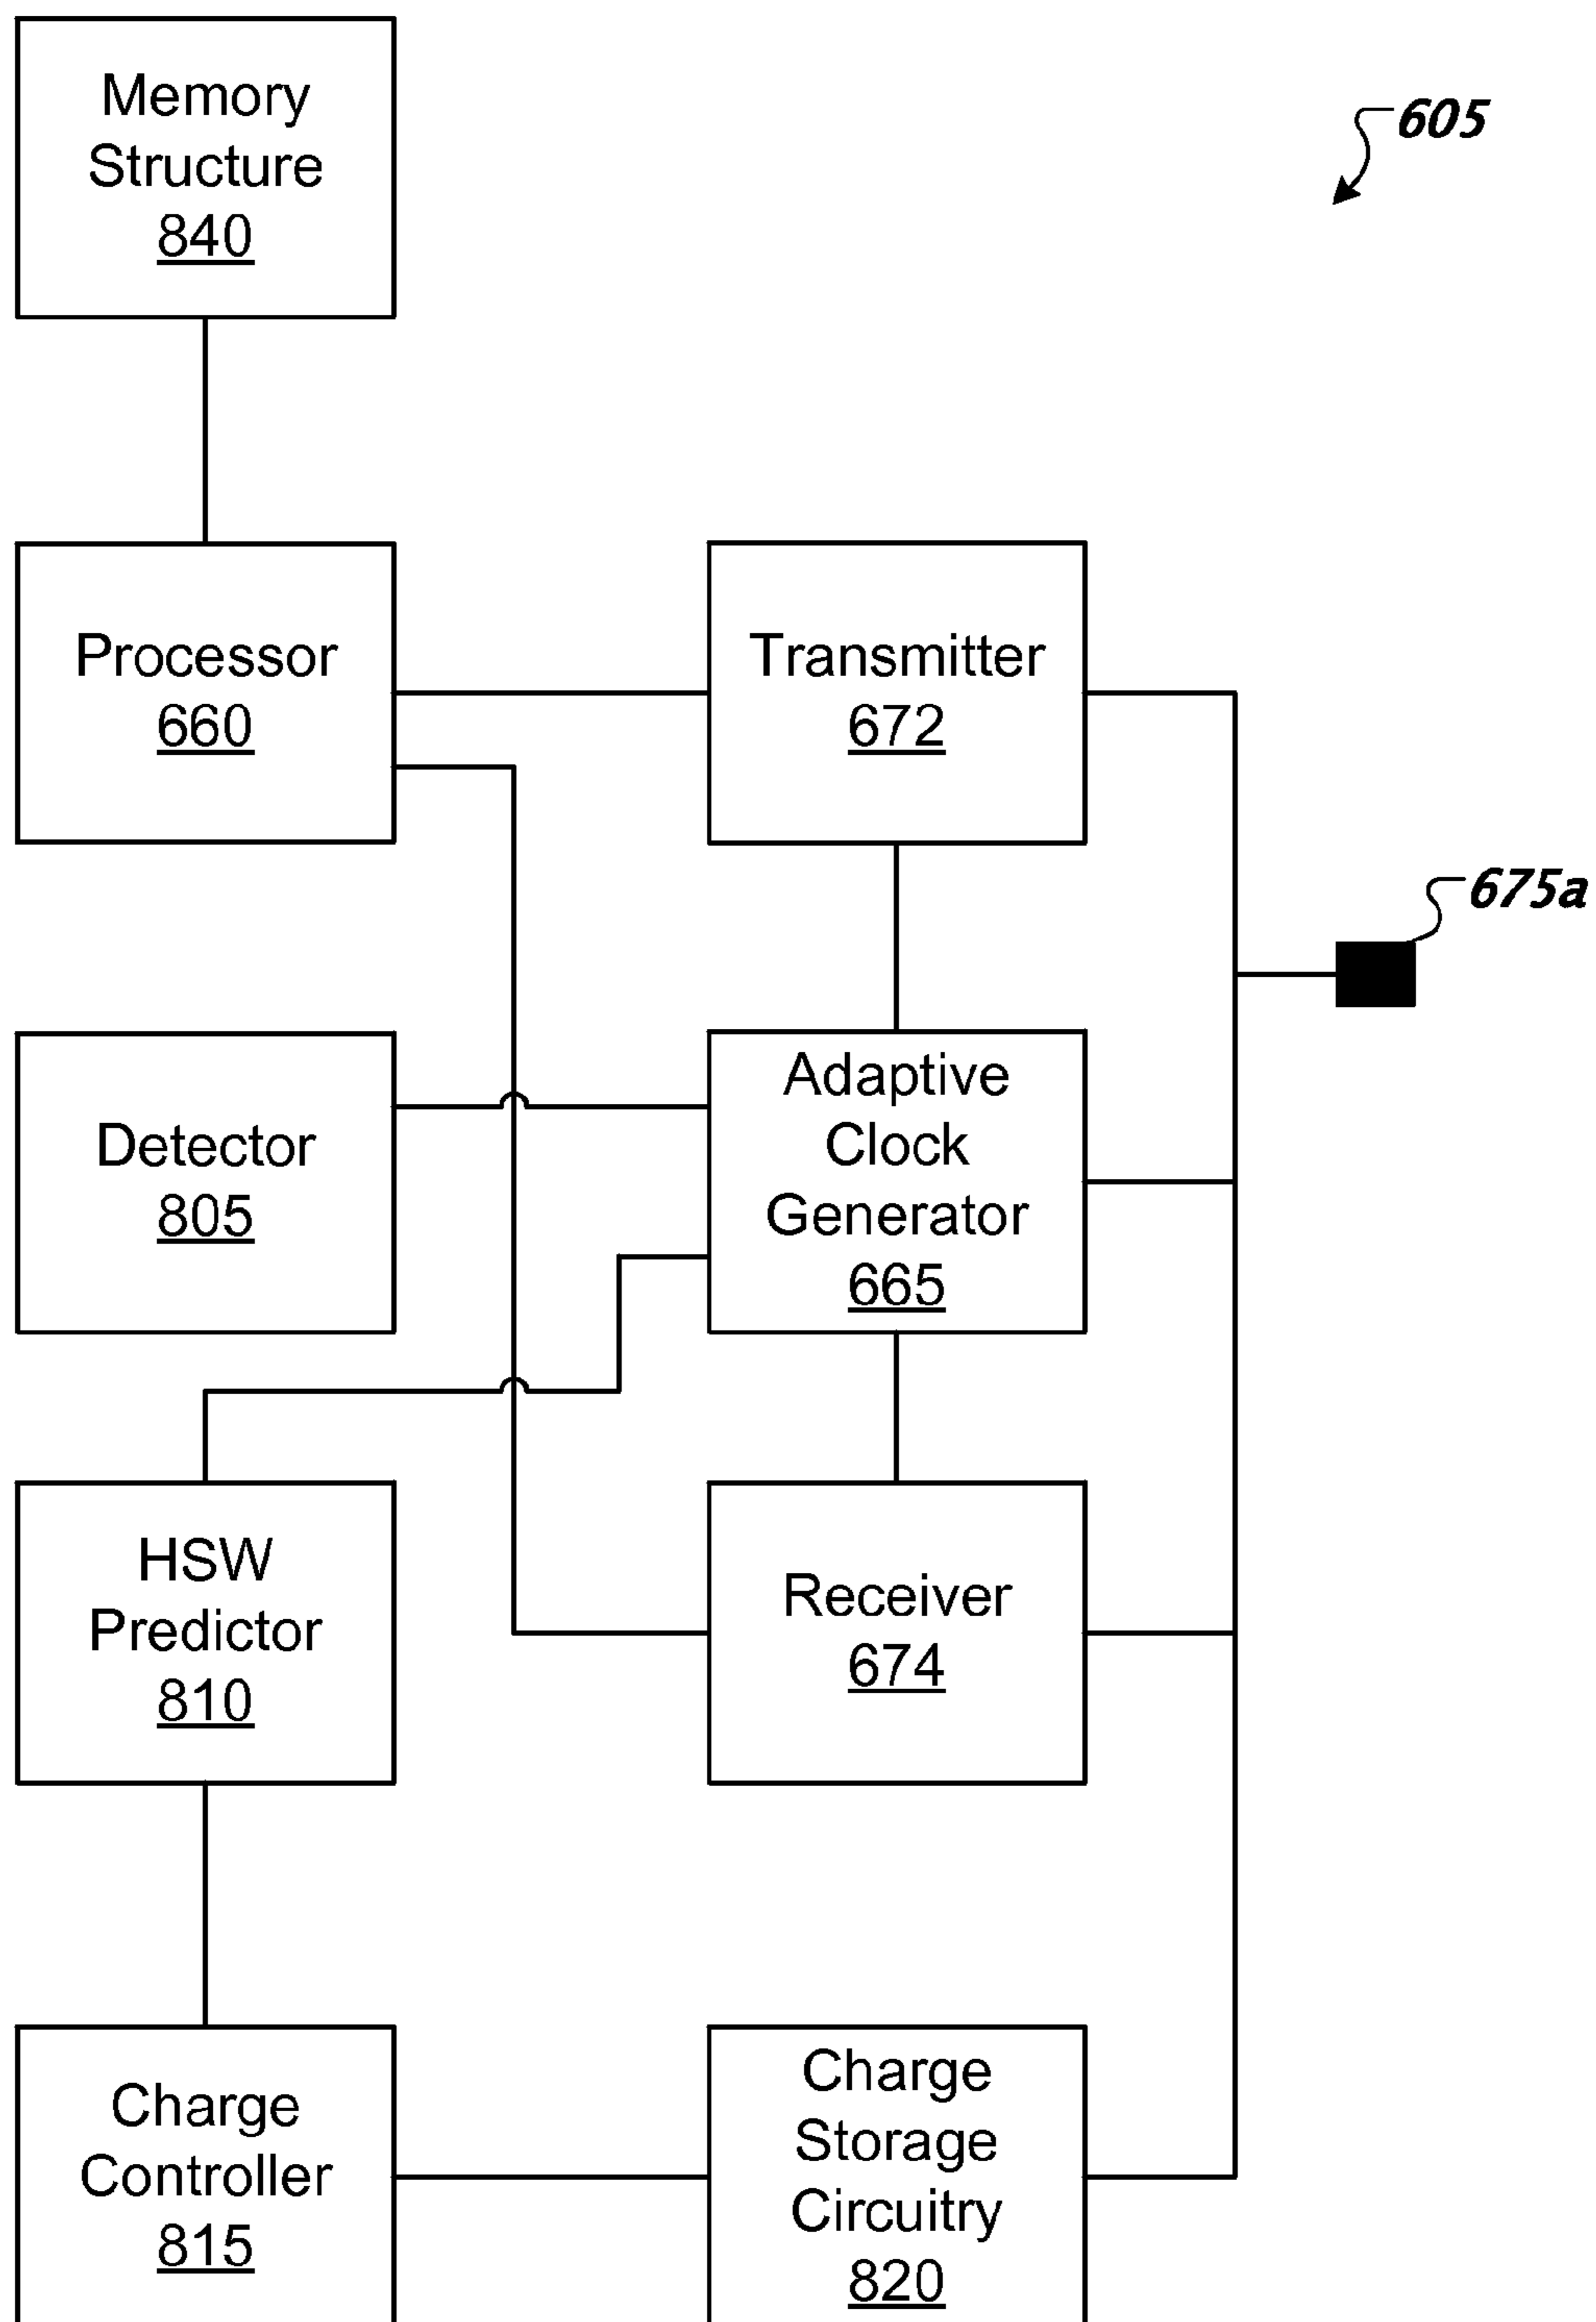 Memory
Structure
840
605
Processor
660
Transmitter
672
675a
Detector
805
Adaptive
Clock
Generator
665
HSW
Predictor
810
Receiver
674
Charge
Controller
815
Charge
Storage
Circuitry
820